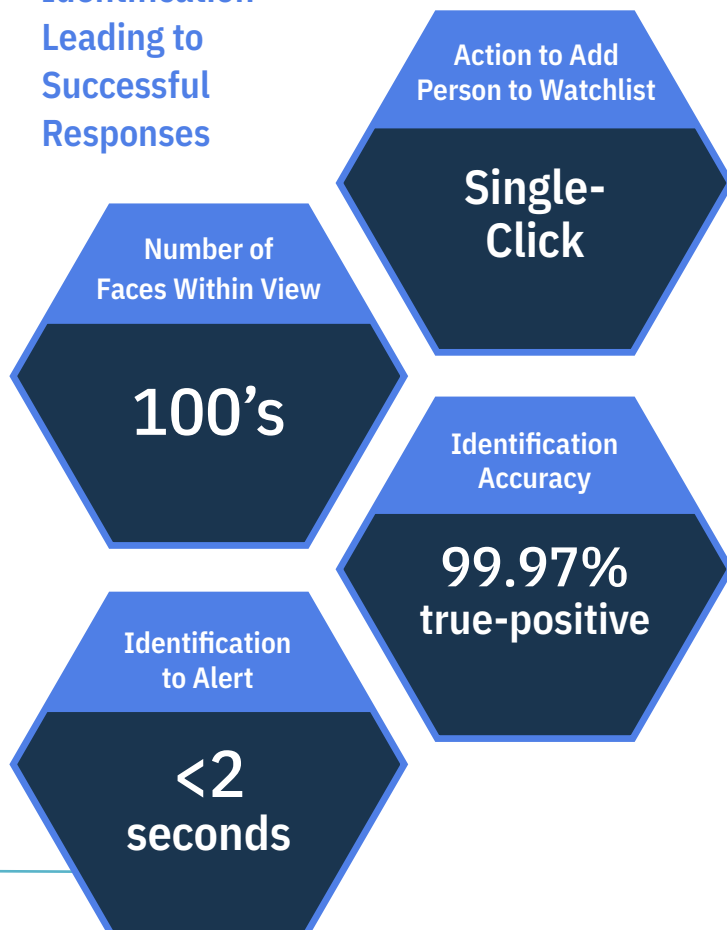 Identification
Leading to
Successful
Responses
Action to Add
Person to Watchlist
Single-
Click
Number of
Faces Within View
100’s
Identification
Accuracy
99.97%
true-positive
Identification
to Alert
<2
seconds